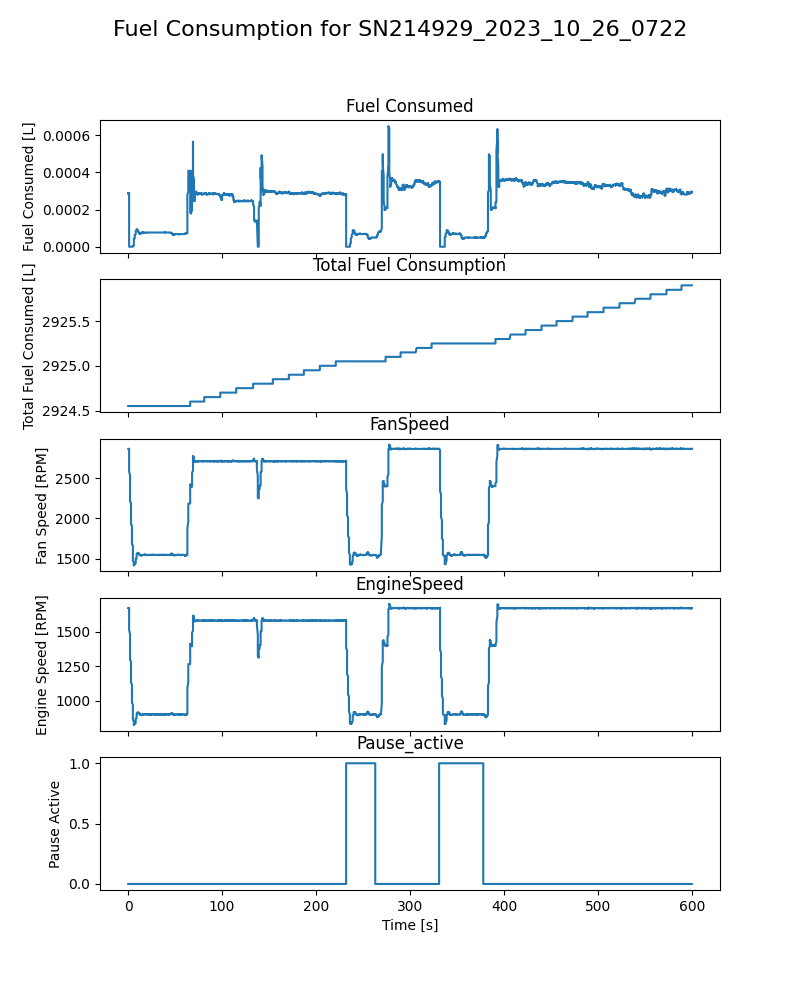 Fuel Consumption for SN214929_2023_10_26_0722
Fuel Consumed
Fuel Consumed [L]
0.0006
0.0004
0.0002
0.0000
Total Fuel Consumption
Total Fuel Consumed [L]
2925.5
2925.0
2924.5
FanSpeed
Fan Speed [RPM]
2500
2000
1500
EngineSpeed
Engine Speed [RPM]
1500
1250
1000
Pause_active
Pause Active
1.0
0.5
0.0
0 100 200 300 400 500 600
Time [s]